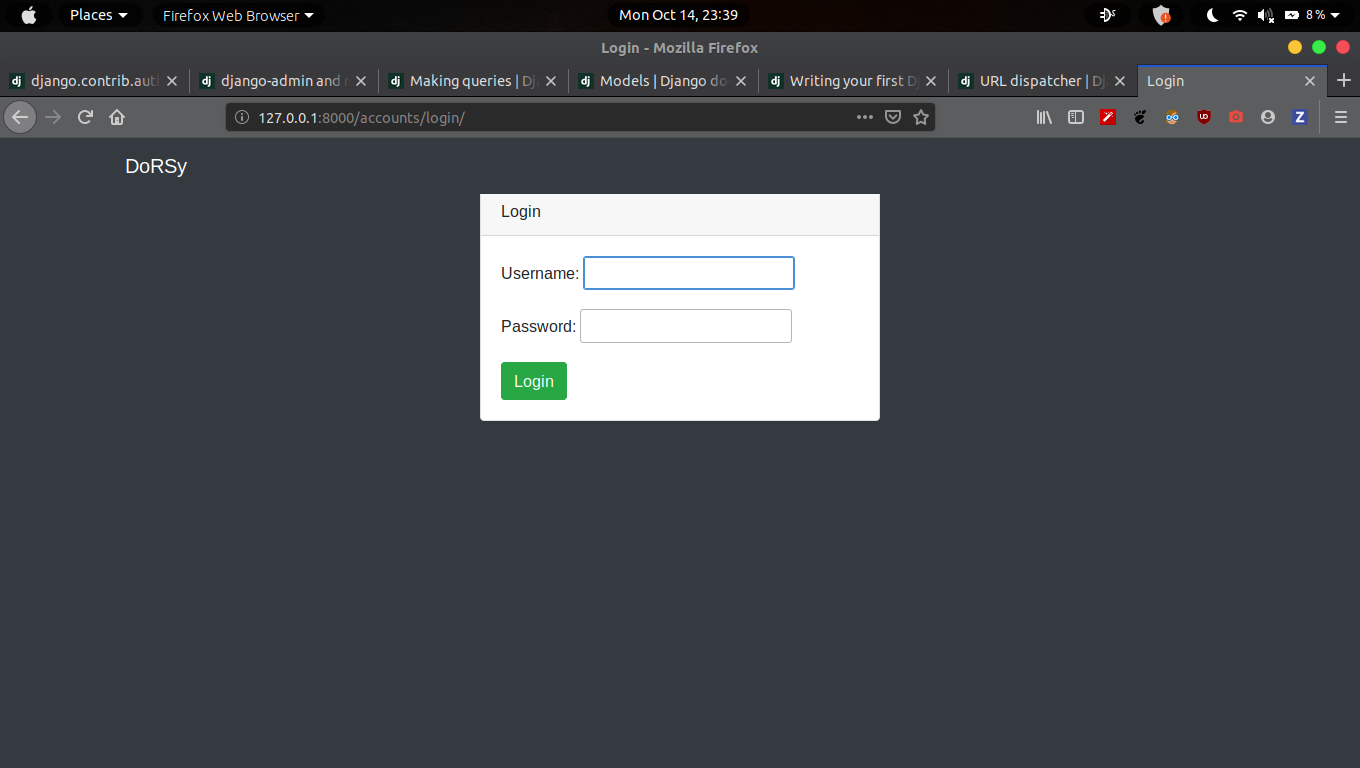 Places Firefox Web Browser Mon Oct 14, 23:39 8 %
Login - Mozilla Firefox
dj django.contrib.aut dj django-admin and dj Making queries | Dj dj Models | Django do dj Writing your first D dj URL dispatcher | Dj Login
127.0.0.1:8000/accounts/login/ Z
DoRSy
Login
Username:
Password:
Login